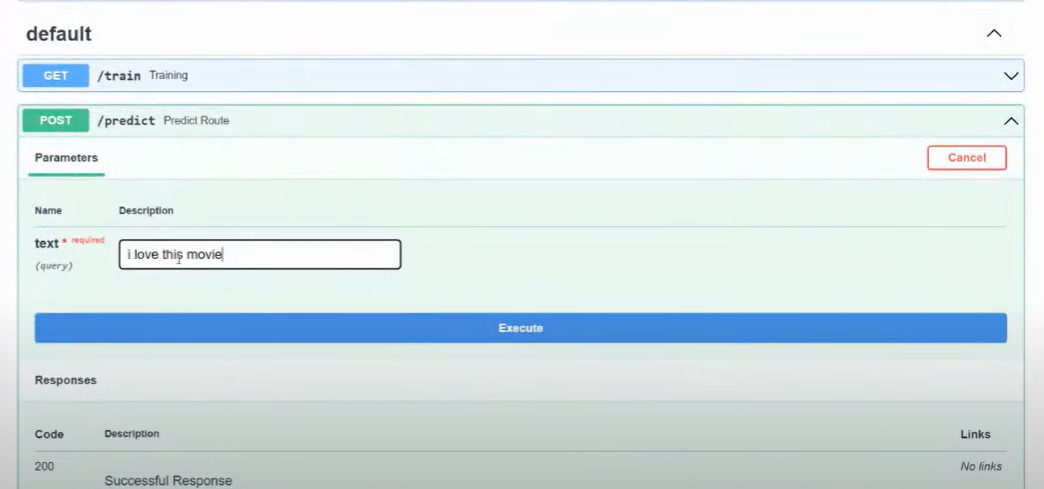 default
GET /train Training
POST /predict Predict Route
Parameters
Cancel
Name Description
text * required
i love this movie
(query)
Execute
Responses
Code Description Links
200 No links
Successful Response